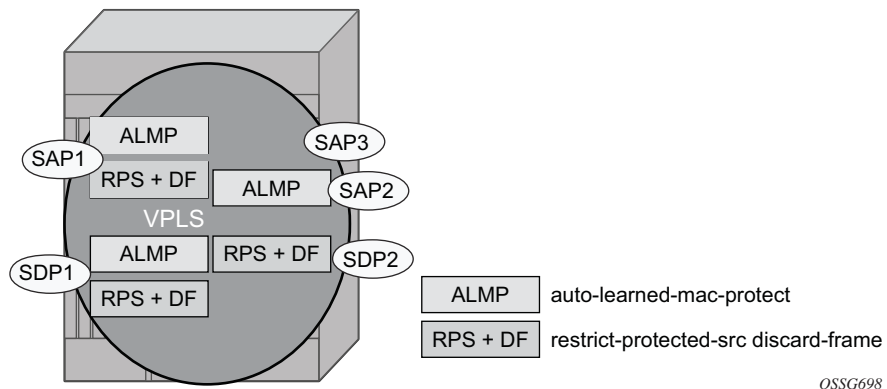 ALMP
SAP3
SAP1
RPS + DF
ALMP
SAP2
VPLS
ALMP
RPS + DF
SDP2
SDP1
RPS + DF
ALMP auto-learned-mac-protect
RPS + DF restrict-protected-src discard-frame
OSSG698